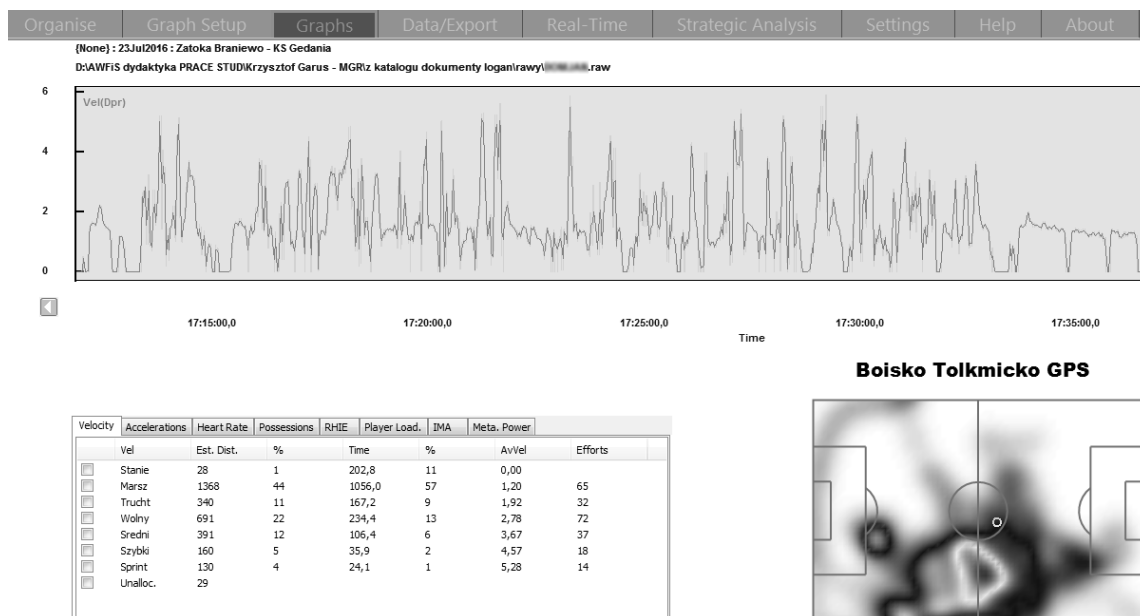 Organise Graph Setup Graphs Data/Export Real-Time Strategic Analysis Settings Help About
{None} : 23Jul2016 : Zatoka Braniewo - KS Gedania
D:\AWFiS dydaktyka PRACE STUD\Krzysztof Garus - MGR\z katalogu dokumenty logan\rawy\ .raw
Vel(Dpr)
6
4
2
0
17:15:00,0 17:20:00,0 17:25:00,0 17:30:00,0 17:35:00,0
Time
Boisko Tolkmicko GPS
Velocity Accelerations Heart Rate Possessions RHIE Player Load. IMA Meta. Power
Vel Est. Dist. % Time % AvVel Efforts
Stanie 28 1 202,8 11 0,00
Marsz 1368 44 1056,0 57 1,20 65
Trucht 340 11 167,2 9 1,92 32
Wolny 691 22 234,4 13 2,78 72
Sredni 391 12 106,4 6 3,67 37
Szybki 160 5 35,9 2 4,57 18
Sprint 130 4 24,1 1 5,28 14
Unalloc. 29